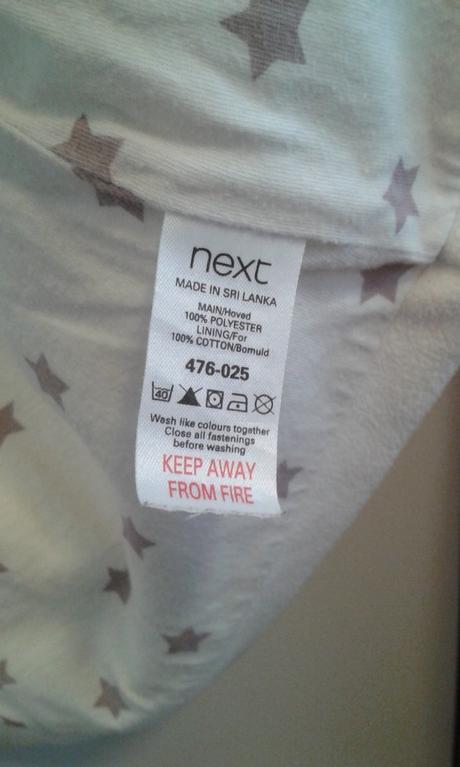 next
MADE IN SRI LANKA
MAIN/Hoved
100% POLYESTER
LINING/For
100% COTTON/Bomuld
476-025
40
Wash like colours together
Close all fastenings
before washing
KEEP AWAY
FROM FIRE